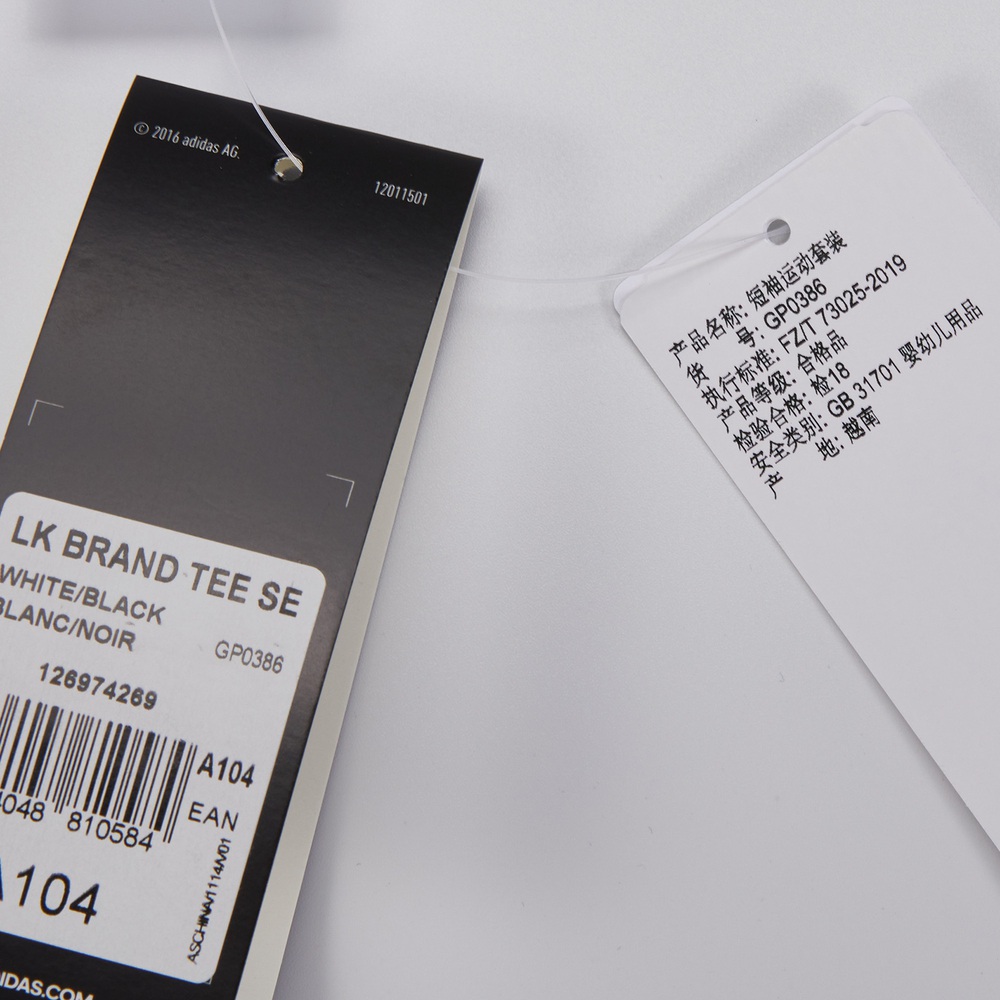 © 2016 adidas AG.
12011501
LK BRAND TEE SE
WHITE/BLACK
BLANC/NOIR
GP0386
126974269
A104
4048 810584
EAN
A104
ASCHINA/1114/V01
ADIDAS.COM
产品名称: 短袖运动套装
货 号: GP0386
执行标准: FZ/T 73025-2019
产品等级: 合格品
检验合格: 检18
安全类别: GB 31701 婴幼儿用品
产 地: 越南